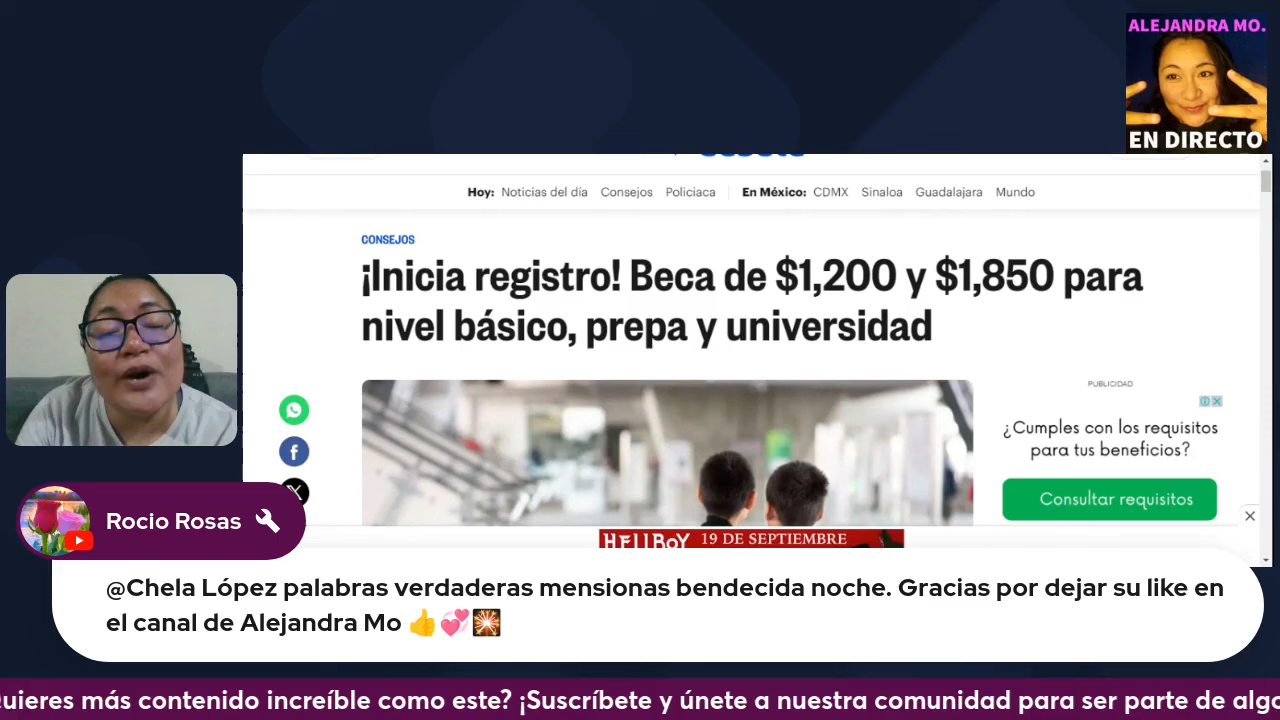 ALEJANDRA MO.
EN DIRECTO
Hoy: Noticias del día Consejos Policiaca En México: CDMX Sinaloa Guadalajara Mundo
CONSEJOS
¡Inicia registro! Beca de $1,200 y $1,850 para
nivel básico, prepa y universidad
PUBLICIDAD
¿Cumples con los requisitos
para tus beneficios?
Consultar requisitos
HELLBOY 19 DE SEPTIEMBRE
Rocio Rosas
@Chela López palabras verdaderas mensionas bendecida noche. Gracias por dejar su like en
el canal de Alejandra Mo 👍💞🎇
uieres más contenido increíble como este? ¡Suscríbete y únete a nuestra comunidad para ser parte de algo